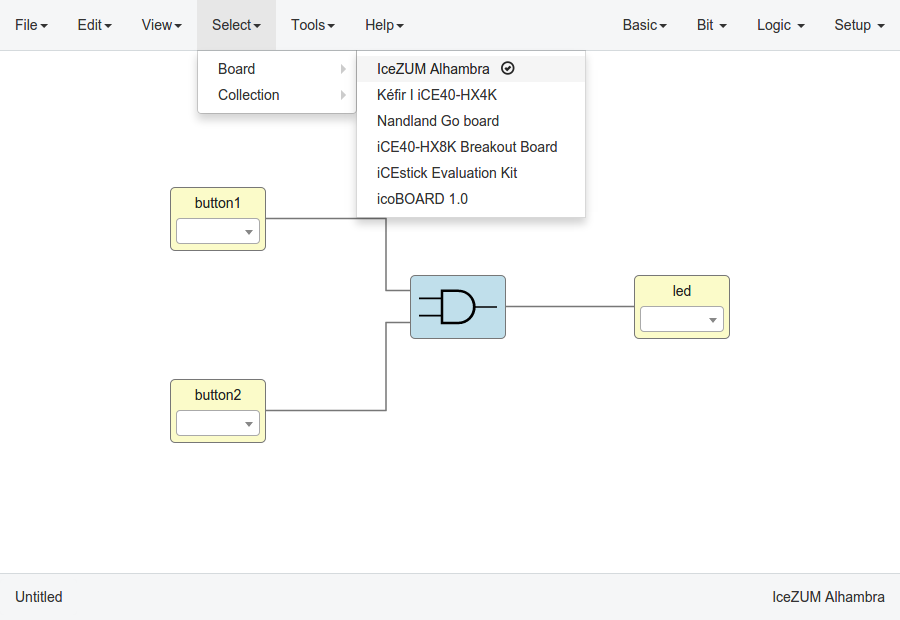 File Edit View Select Tools Help Basic Bit Logic Setup
Board
Collection
IceZUM Alhambra
Kéfir I iCE40-HX4K
Nandland Go board
iCE40-HX8K Breakout Board
iCEstick Evaluation Kit
icoBOARD 1.0
button1
led
button2
Untitled IceZUM Alhambra